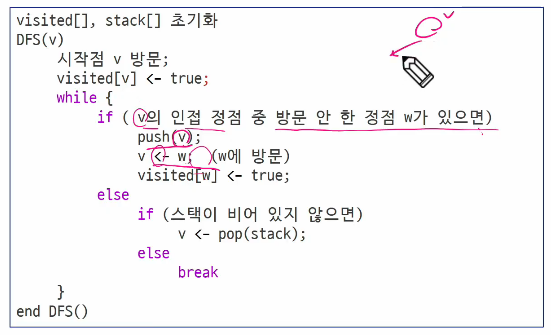 visited[], stack[] 초기화
DFS(v)
시작점 v 방문;
visited[v] <- true;
while {
if ( v의 인접 정점 중 방문 안 한 정점 w가 있으면)
push(v);
v <- w; (w에 방문)
visited[w] <- true;
else
if (스택이 비어 있지 않으면)
v <- pop(stack);
else
break
}
end DFS()